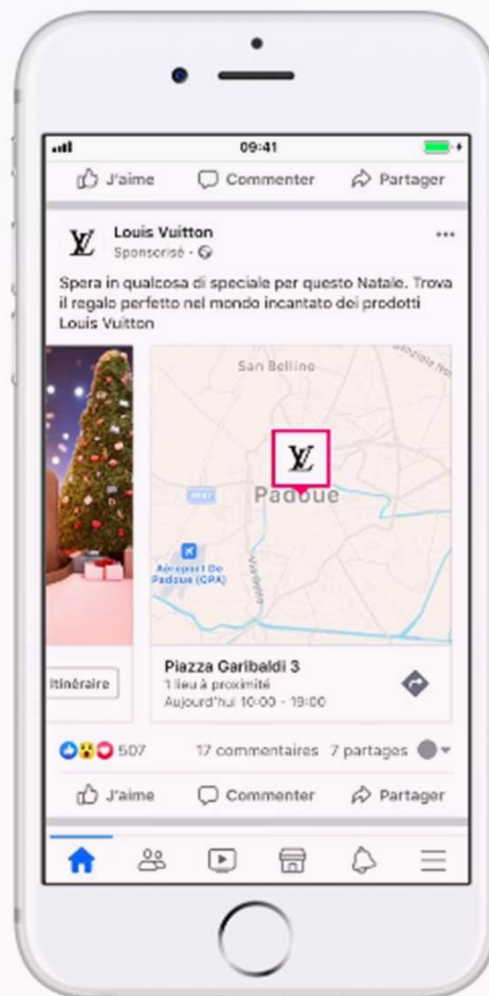 09:41
J'aime Commenter Partager
Louis Vuitton
Sponsorisé ·
Spera in qualcosa di speciale per questo Natale. Trova
il regalo perfetto nel mondo incantato dei prodotti
Louis Vuitton
San Bellino
LV
Padoue
Aéroport De
Padoue (QPA)
Itinéraire
Piazza Garibaldi 3
1 lieu à proximité
Aujourd'hui 10:00 - 19:00
507 17 commentaires 7 partages
J'aime Commenter Partager